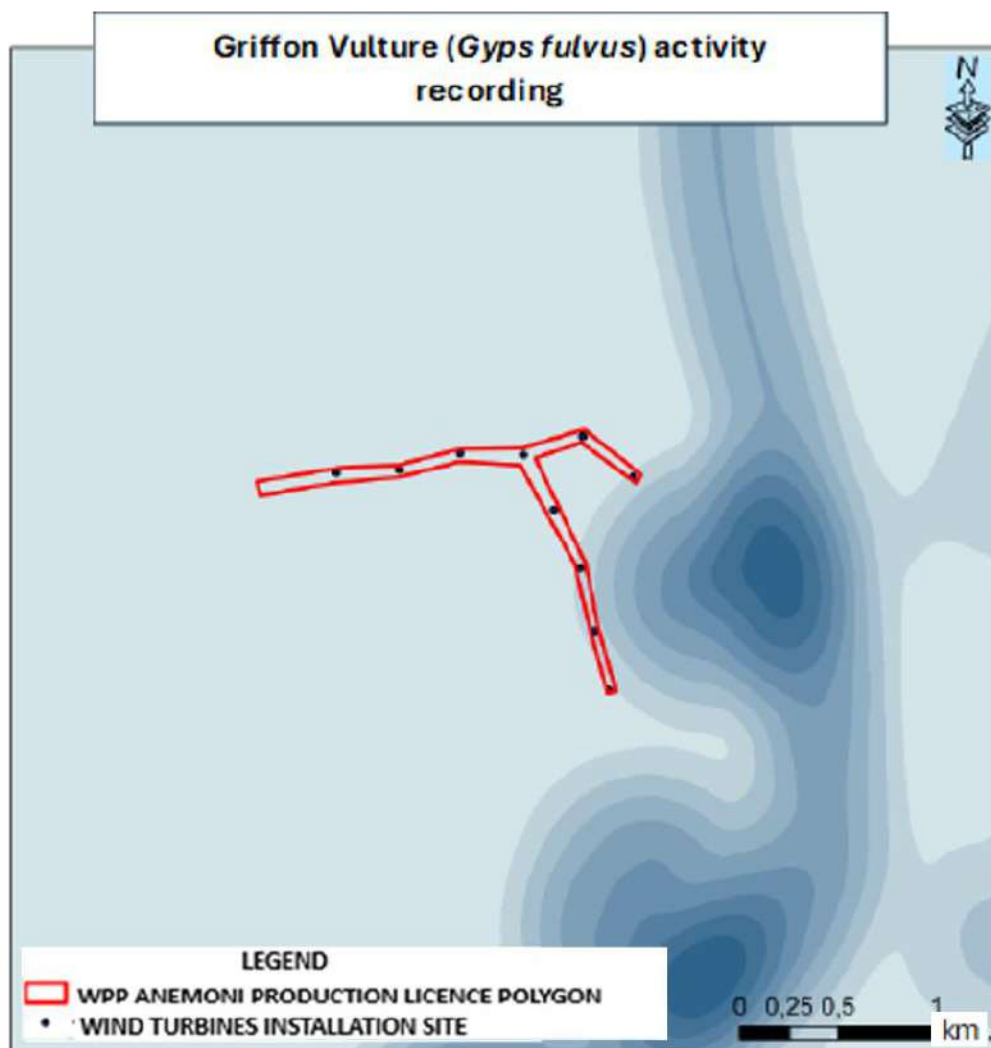 Griffon Vulture (Gyps fulvus) activity
recording
N
LEGEND
WPP ANEMONI PRODUCTION LICENCE POLYGON
WIND TURBINES INSTALLATION SITE
0 0,25 0,5 1
km